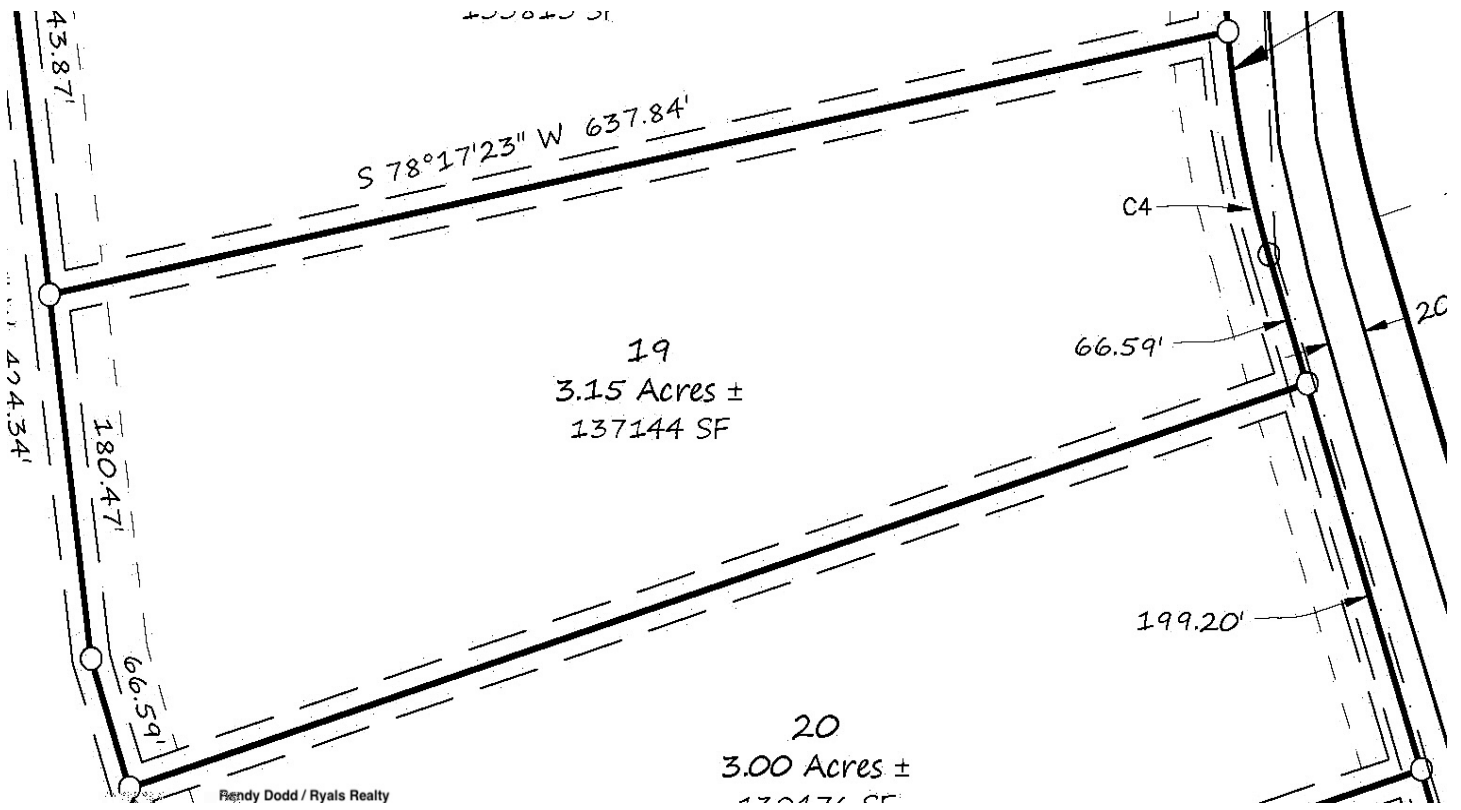 43.87'
S 78°17'23" W 637.84'
C4
66.59'
20
19
3.15 Acres ±
137144 SF
424.34'
180.47'
66.59'
199.20'
20
3.00 Acres ±
Randy Dodd / Ryals Realty